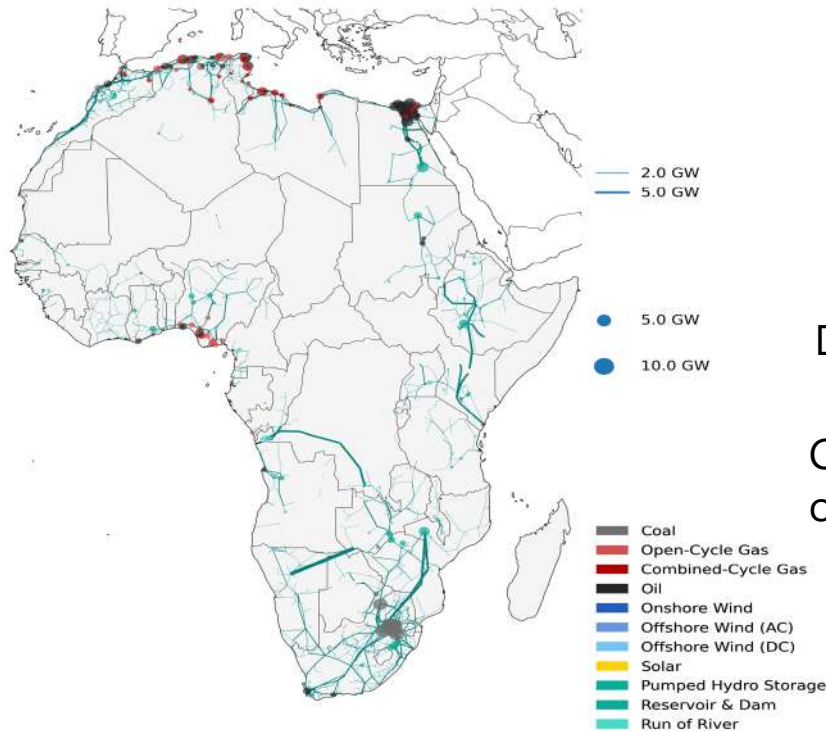 2.0 GW
5.0 GW
5.0 GW
10.0 GW
D
C
o
Coal
Open-Cycle Gas
Combined-Cycle Gas
Oil
Onshore Wind
Offshore Wind (AC)
Offshore Wind (DC)
Solar
Pumped Hydro Storage
Reservoir & Dam
Run of River